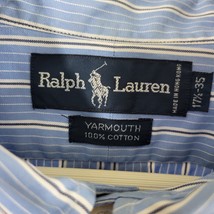 Ralph Lauren
MADE IN HONG KONG
17½-35
YARMOUTH
100% COTTON